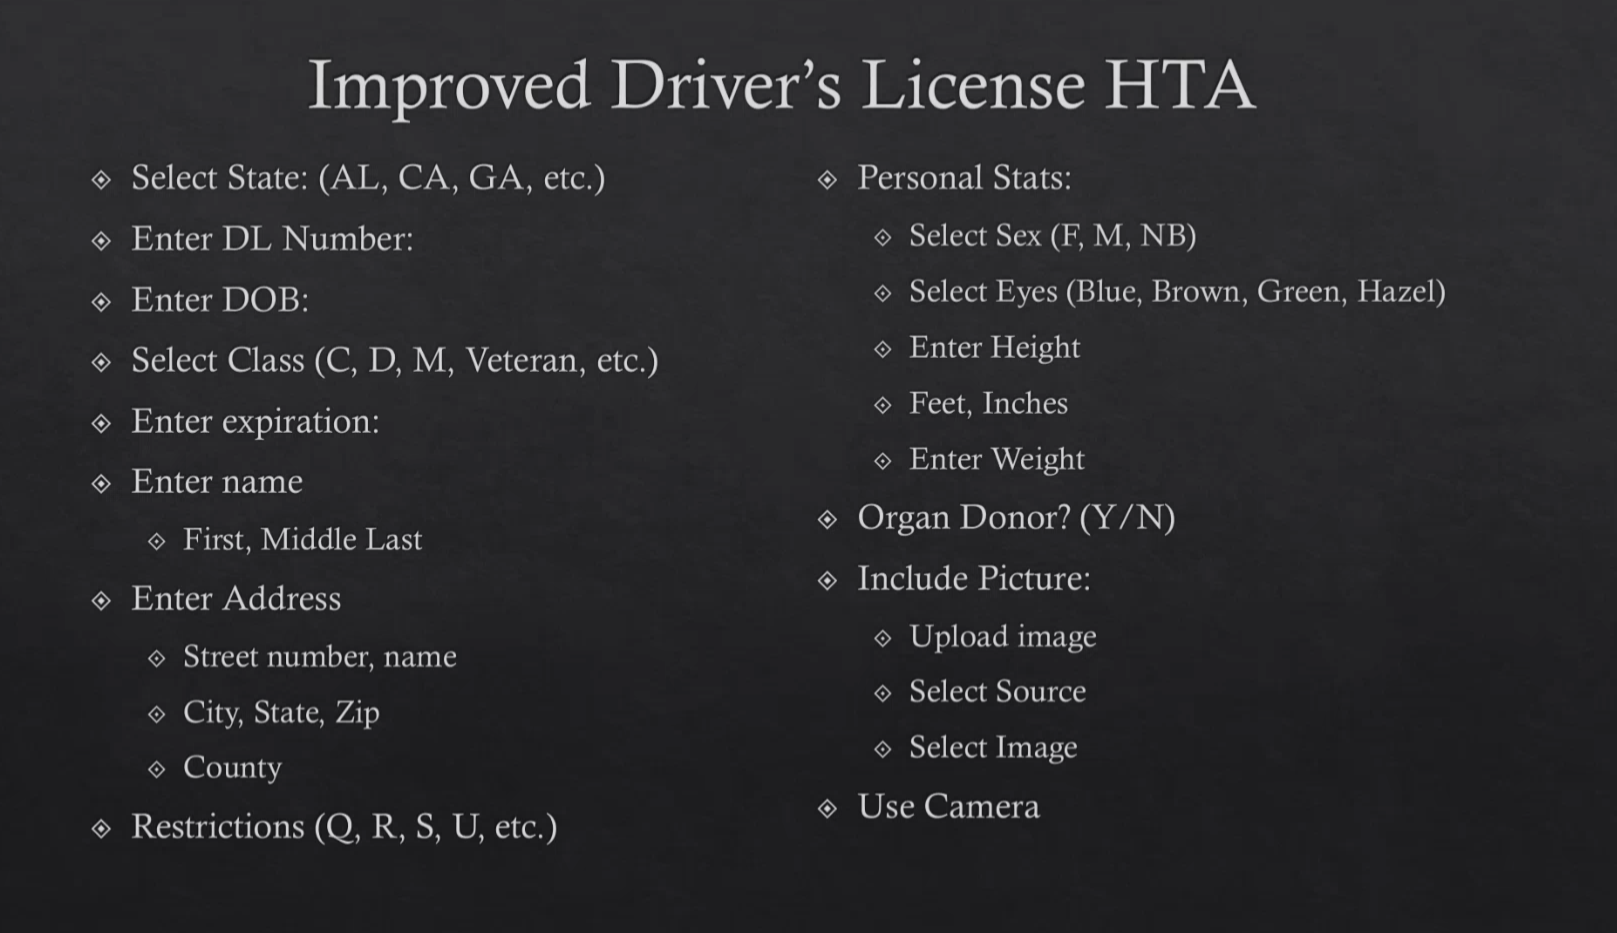 Improved Driver’s License HTA
Select State: (AL, CA, GA, etc.)
Enter DL Number:
Enter DOB:
Select Class (C, D, M, Veteran, etc.)
Enter expiration:
Enter name
First, Middle Last
Enter Address
Street number, name
City, State, Zip
County
Restrictions (Q, R, S, U, etc.)
Personal Stats:
Select Sex (F, M, NB)
Select Eyes (Blue, Brown, Green, Hazel)
Enter Height
Feet, Inches
Enter Weight
Organ Donor? (Y/N)
Include Picture:
Upload image
Select Source
Select Image
Use Camera